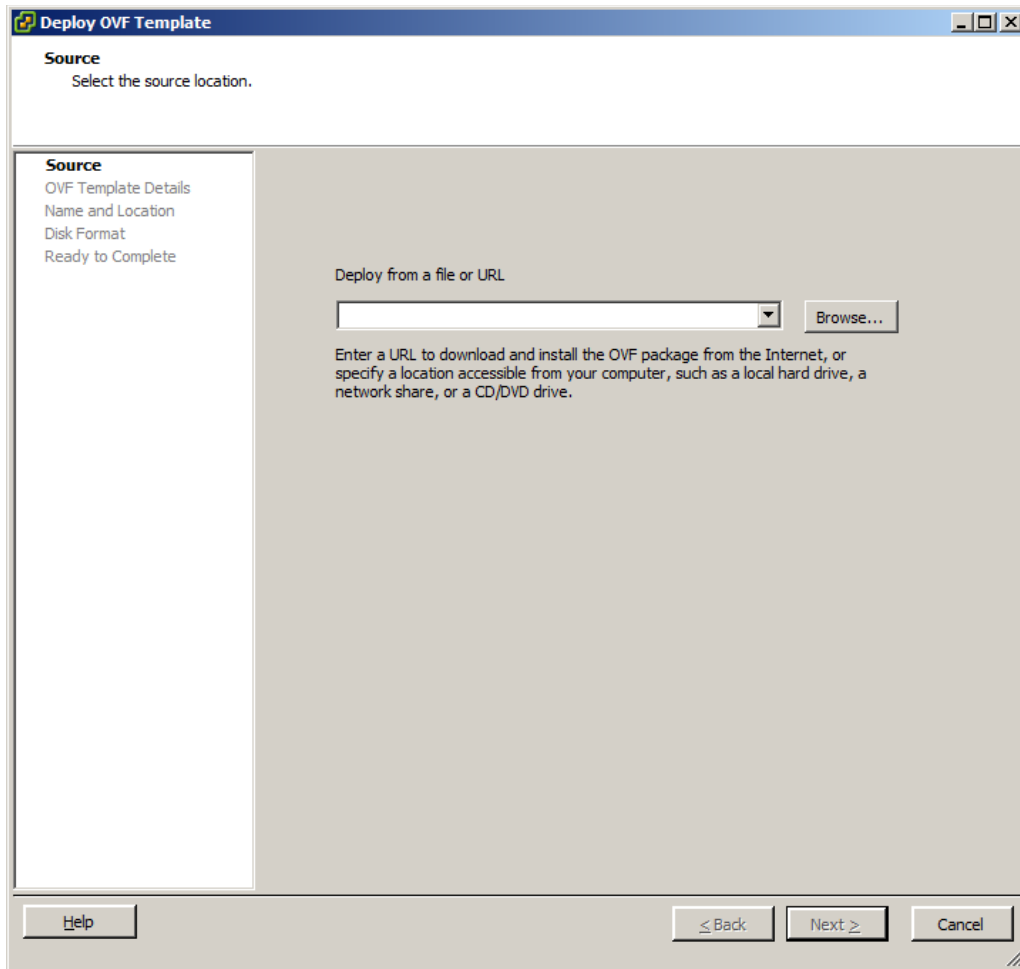 Deploy OVF Template
Source
Select the source location.
Source
OVF Template Details
Name and Location
Disk Format
Ready to Complete
Deploy from a file or URL
Browse...
Enter a URL to download and install the OVF package from the Internet, or
specify a location accessible from your computer, such as a local hard drive, a
network share, or a CD/DVD drive.
Help
< Back
Next >
Cancel